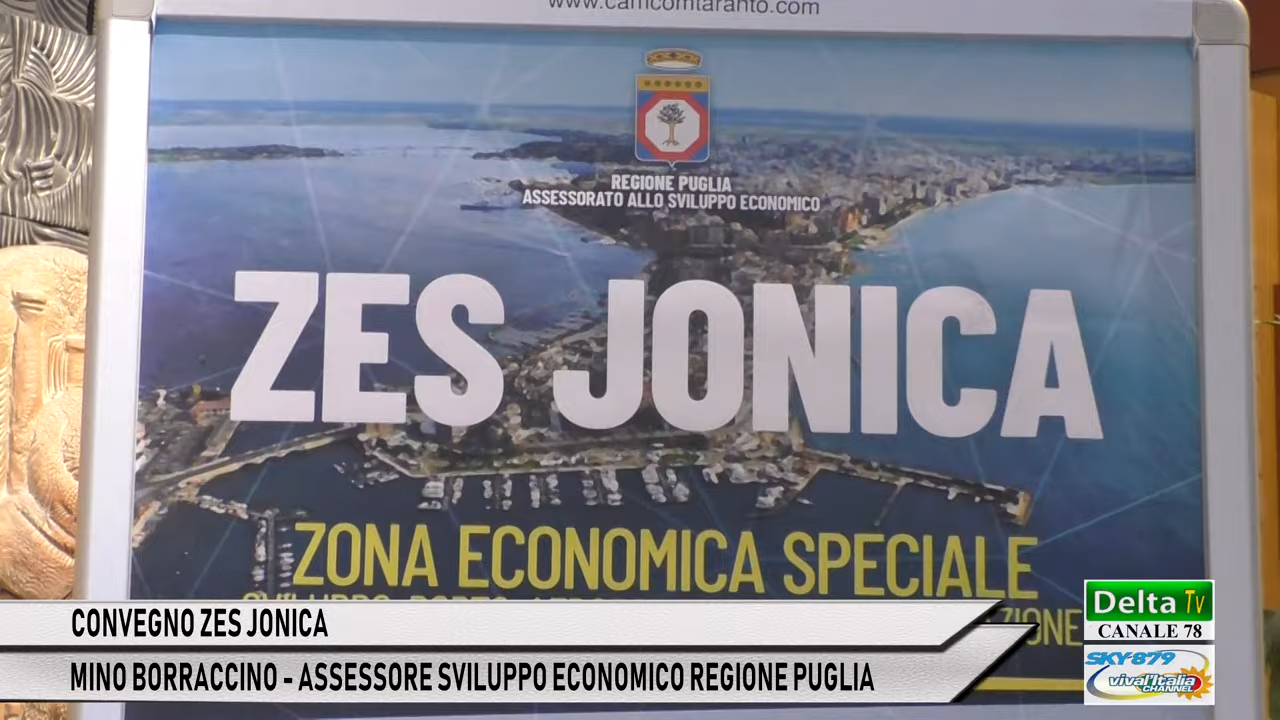 www.camcomtaranto.com
REGIONE PUGLIA
ASSESSORATO ALLO SVILUPPO ECONOMICO
ZES JONICA
ZONA ECONOMICA SPECIALE
CONVEGNO ZES JONICA
MINO BORRACCINO - ASSESSORE SVILUPPO ECONOMICO REGIONE PUGLIA
Delta Tv
CANALE 78
SKY 879
viva l'Italia
CHANNEL